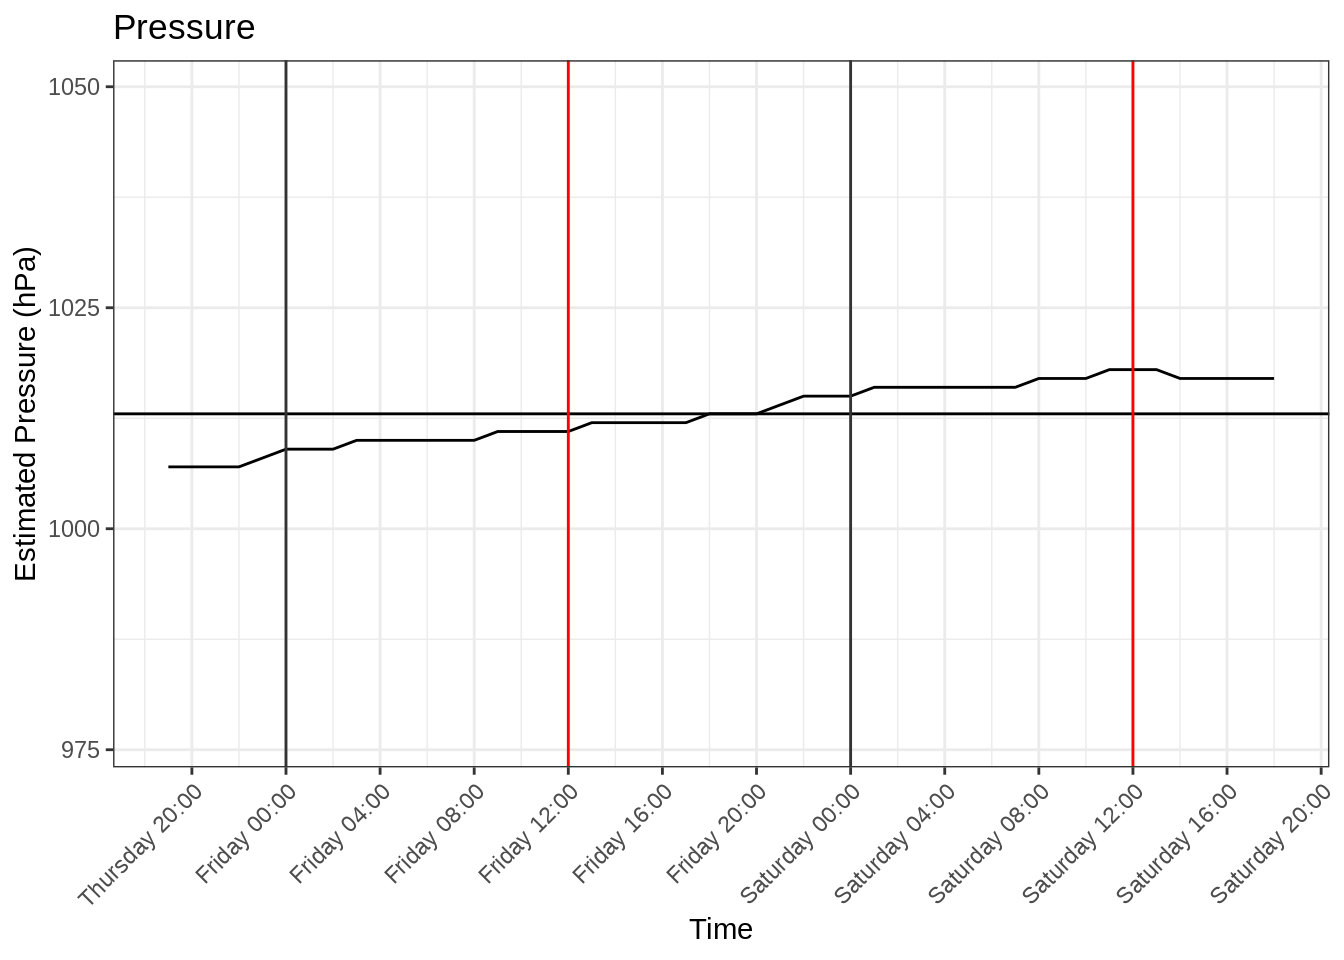 Pressure
Estimated Pressure (hPa)
1050
1025
1000
975
Thursday 20:00
Friday 00:00
Friday 04:00
Friday 08:00
Friday 12:00
Friday 16:00
Friday 20:00
Saturday 00:00
Saturday 04:00
Saturday 08:00
Saturday 12:00
Saturday 16:00
Saturday 20:00
Time